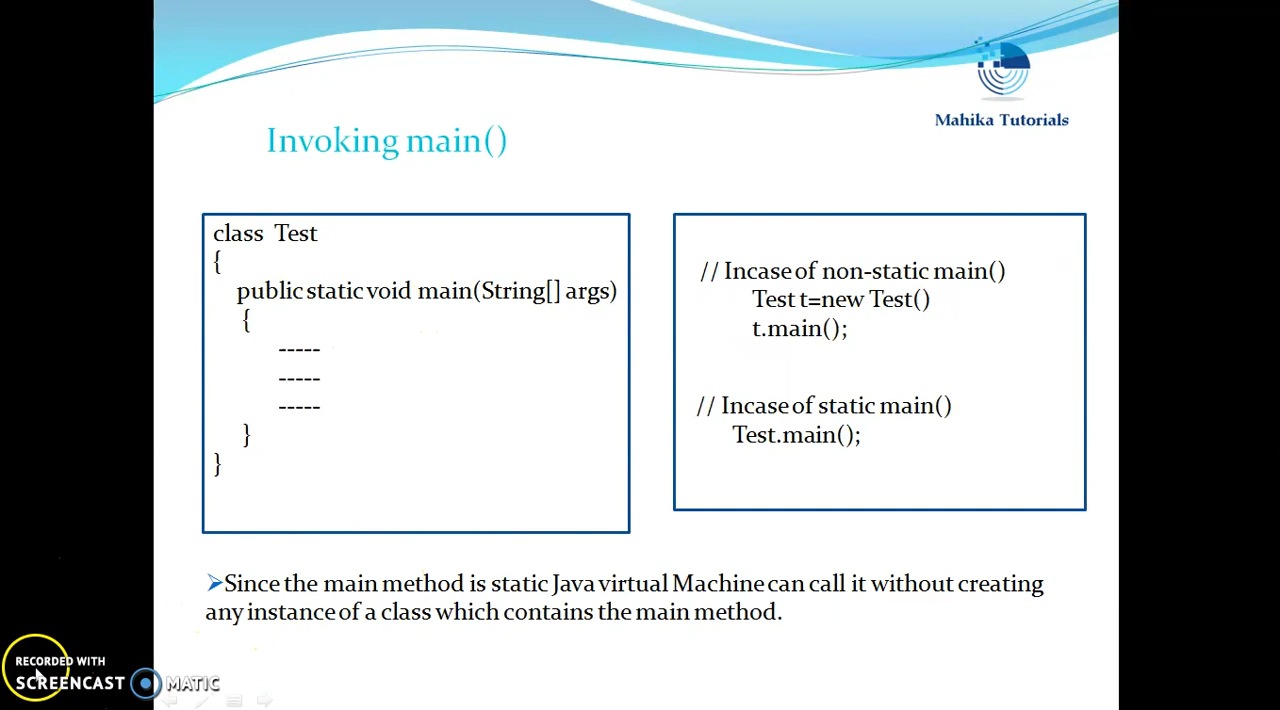 Mahika Tutorials
Invoking main()
class Test
{
public static void main(String[] args)
{
-----
-----
-----
}
}
// Incase of non-static main()
Test t=new Test()
t.main();
// Incase of static main()
Test.main();
➢Since the main method is static Java virtual Machine can call it without creating
any instance of a class which contains the main method.
RECORDED WITH
SCREENCAST MATIC